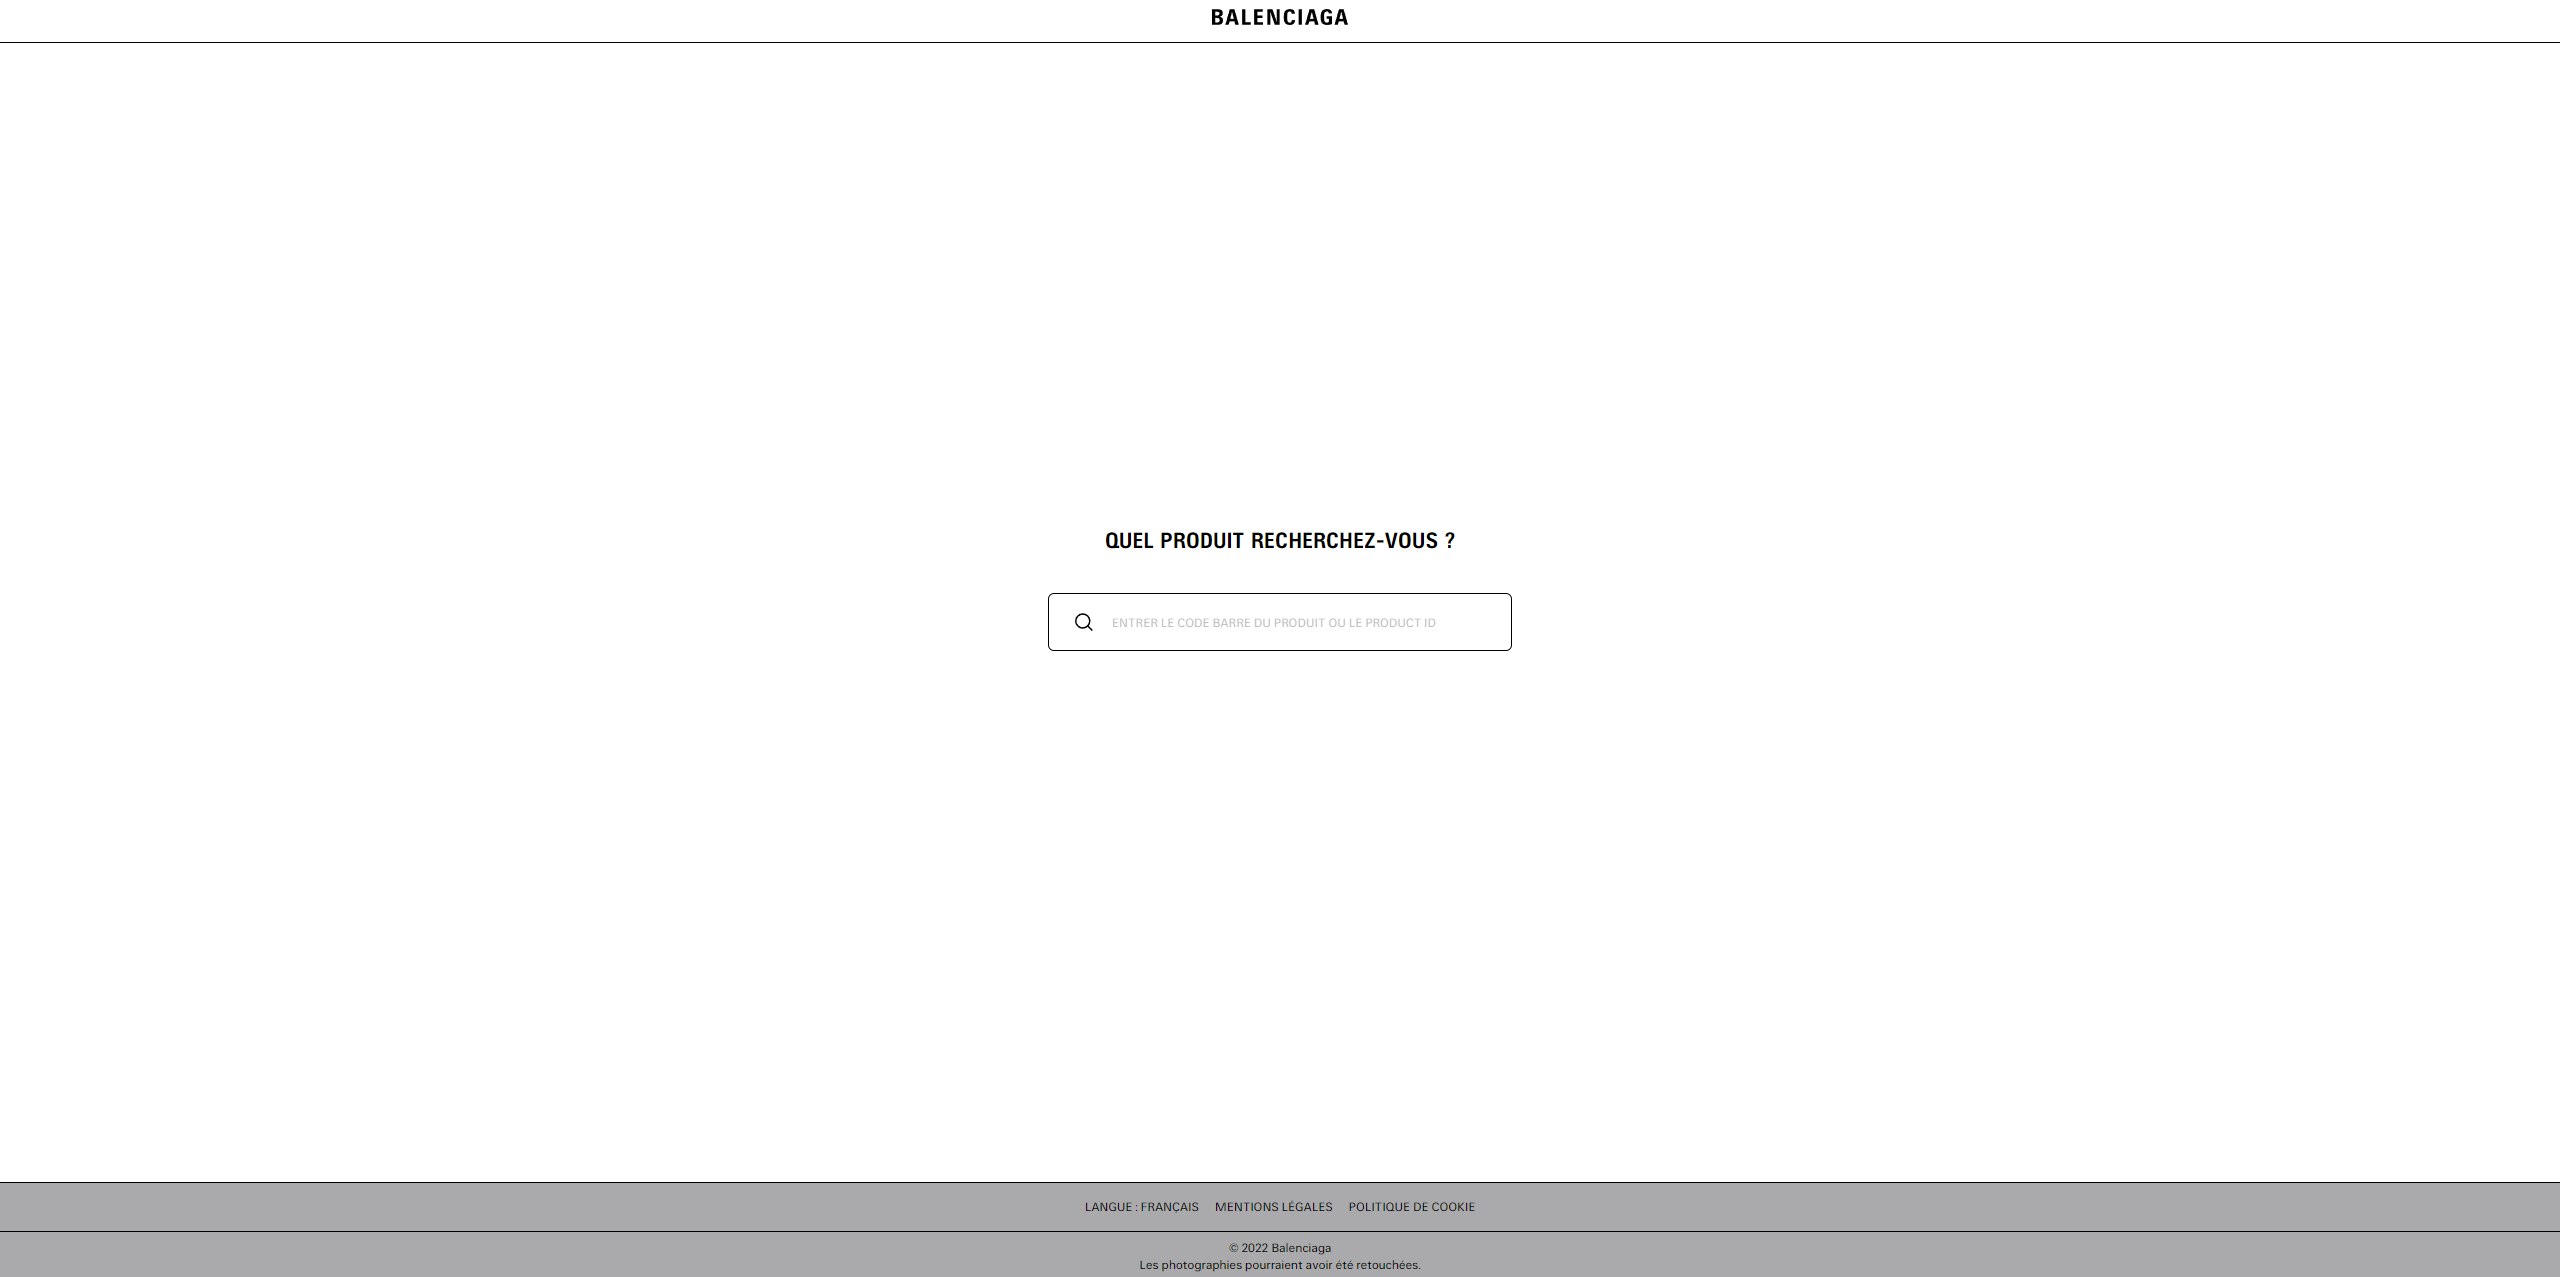 BALENCIAGA
QUEL PRODUIT RECHERCHEZ-VOUS ?
ENTRER LE CODE BARRE DU PRODUIT OU LE PRODUCT ID
LANGUE : FRANÇAIS MENTIONS LÉGALES POLITIQUE DE COOKIE
© 2022 Balenciaga
Les photographies pourraient avoir été retouchées.